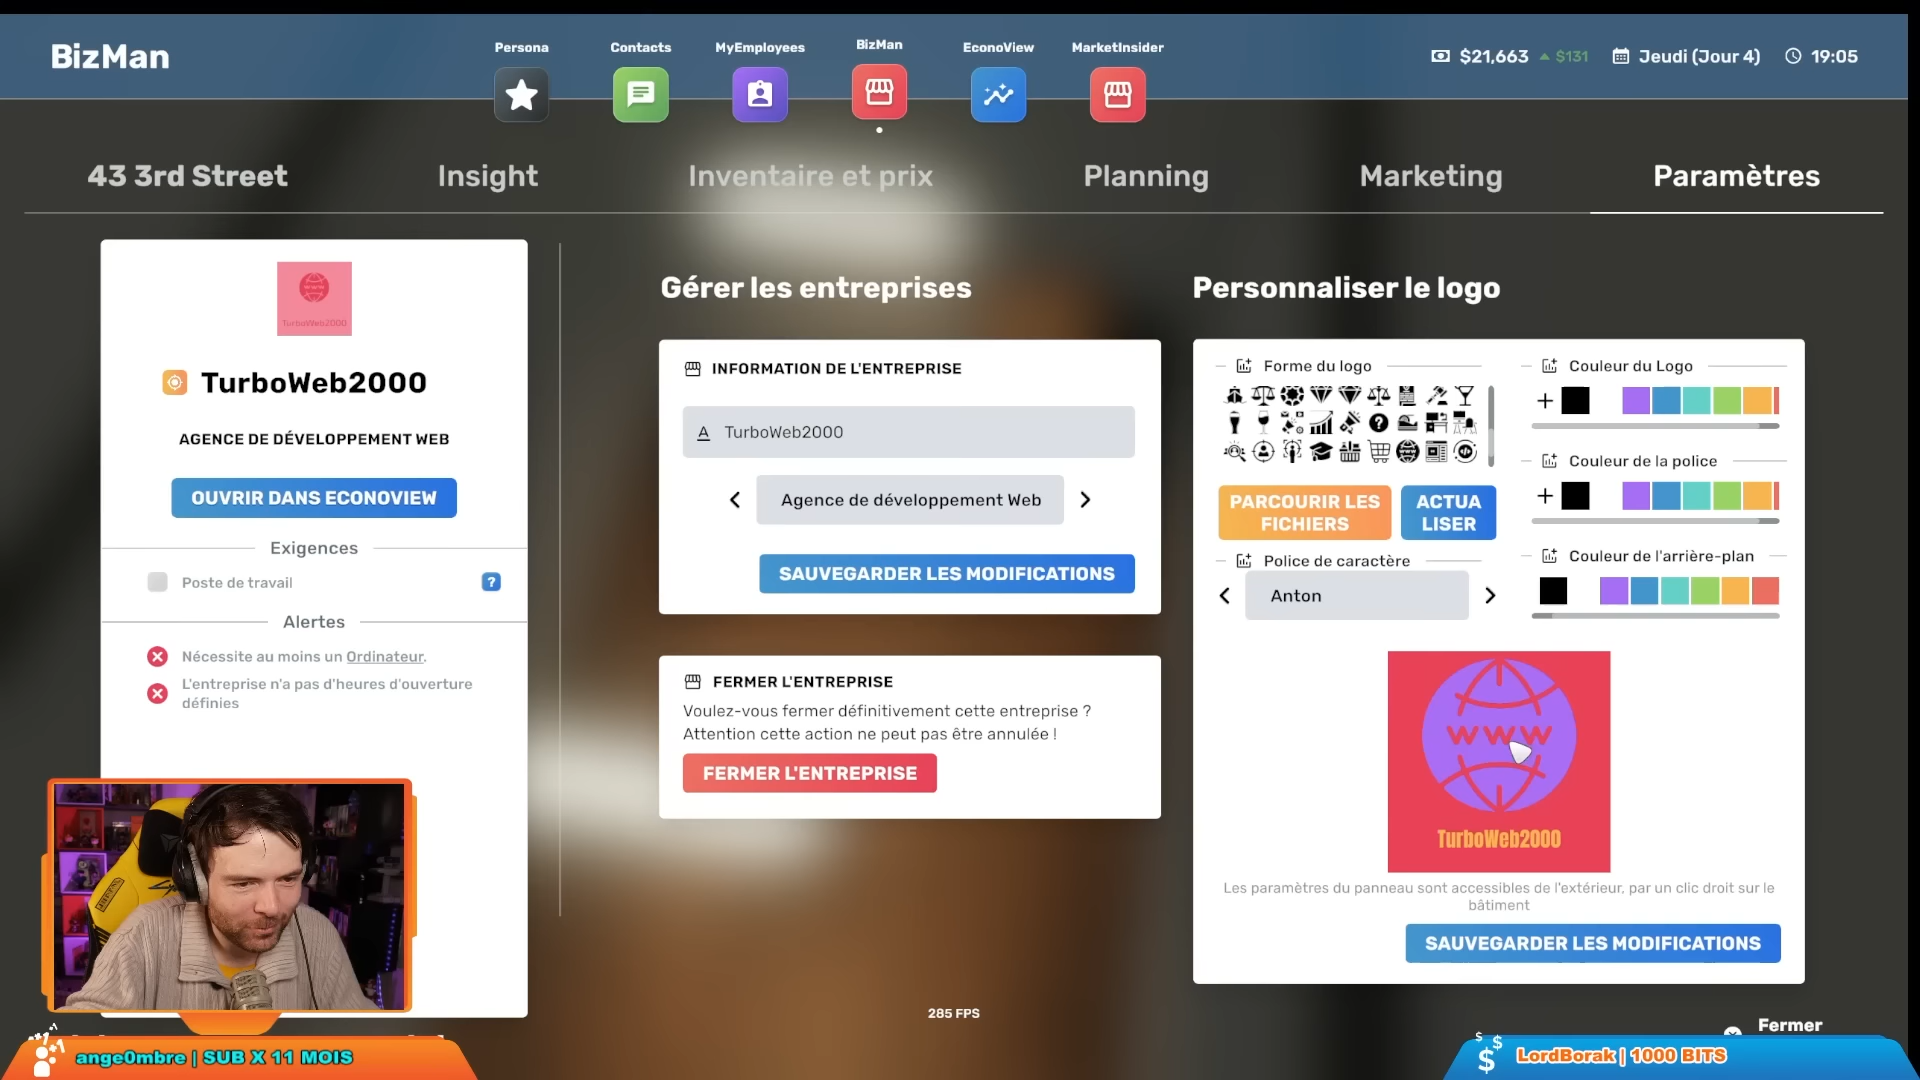 BizMan
Persona
Contacts
MyEmployees
BizMan
EconoView
MarketInsider
$21,663
$131
Jeudi (Jour 4)
19:05
43 3rd Street
Insight
Inventaire et prix
Planning
Marketing
Paramètres
TurboWeb2000
TurboWeb2000
AGENCE DE DÉVELOPPEMENT WEB
OUVRIR DANS ECONOVIEW
Exigences
Poste de travail
?
Alertes
Nécessite au moins un Ordinateur.
L'entreprise n'a pas d'heures d'ouverture
définies
Gérer les entreprises
INFORMATION DE L'ENTREPRISE
TurboWeb2000
Agence de développement Web
SAUVEGARDER LES MODIFICATIONS
FERMER L'ENTREPRISE
Voulez-vous fermer définitivement cette entreprise ?
Attention cette action ne peut pas être annulée !
FERMER L'ENTREPRISE
Personnaliser le logo
Forme du logo
PARCOURIR LES
FICHIERS
ACTUA
LISER
Police de caractère
Anton
Couleur du Logo
Couleur de la police
Couleur de l'arrière-plan
WWW
TurboWeb2000
Les paramètres du panneau sont accessibles de l'extérieur, par un clic droit sur le
bâtiment
SAUVEGARDER LES MODIFICATIONS
285 FPS
Fermer
ange0mbre | SUB X 11 MOIS
LordBorak | 1000 BITS